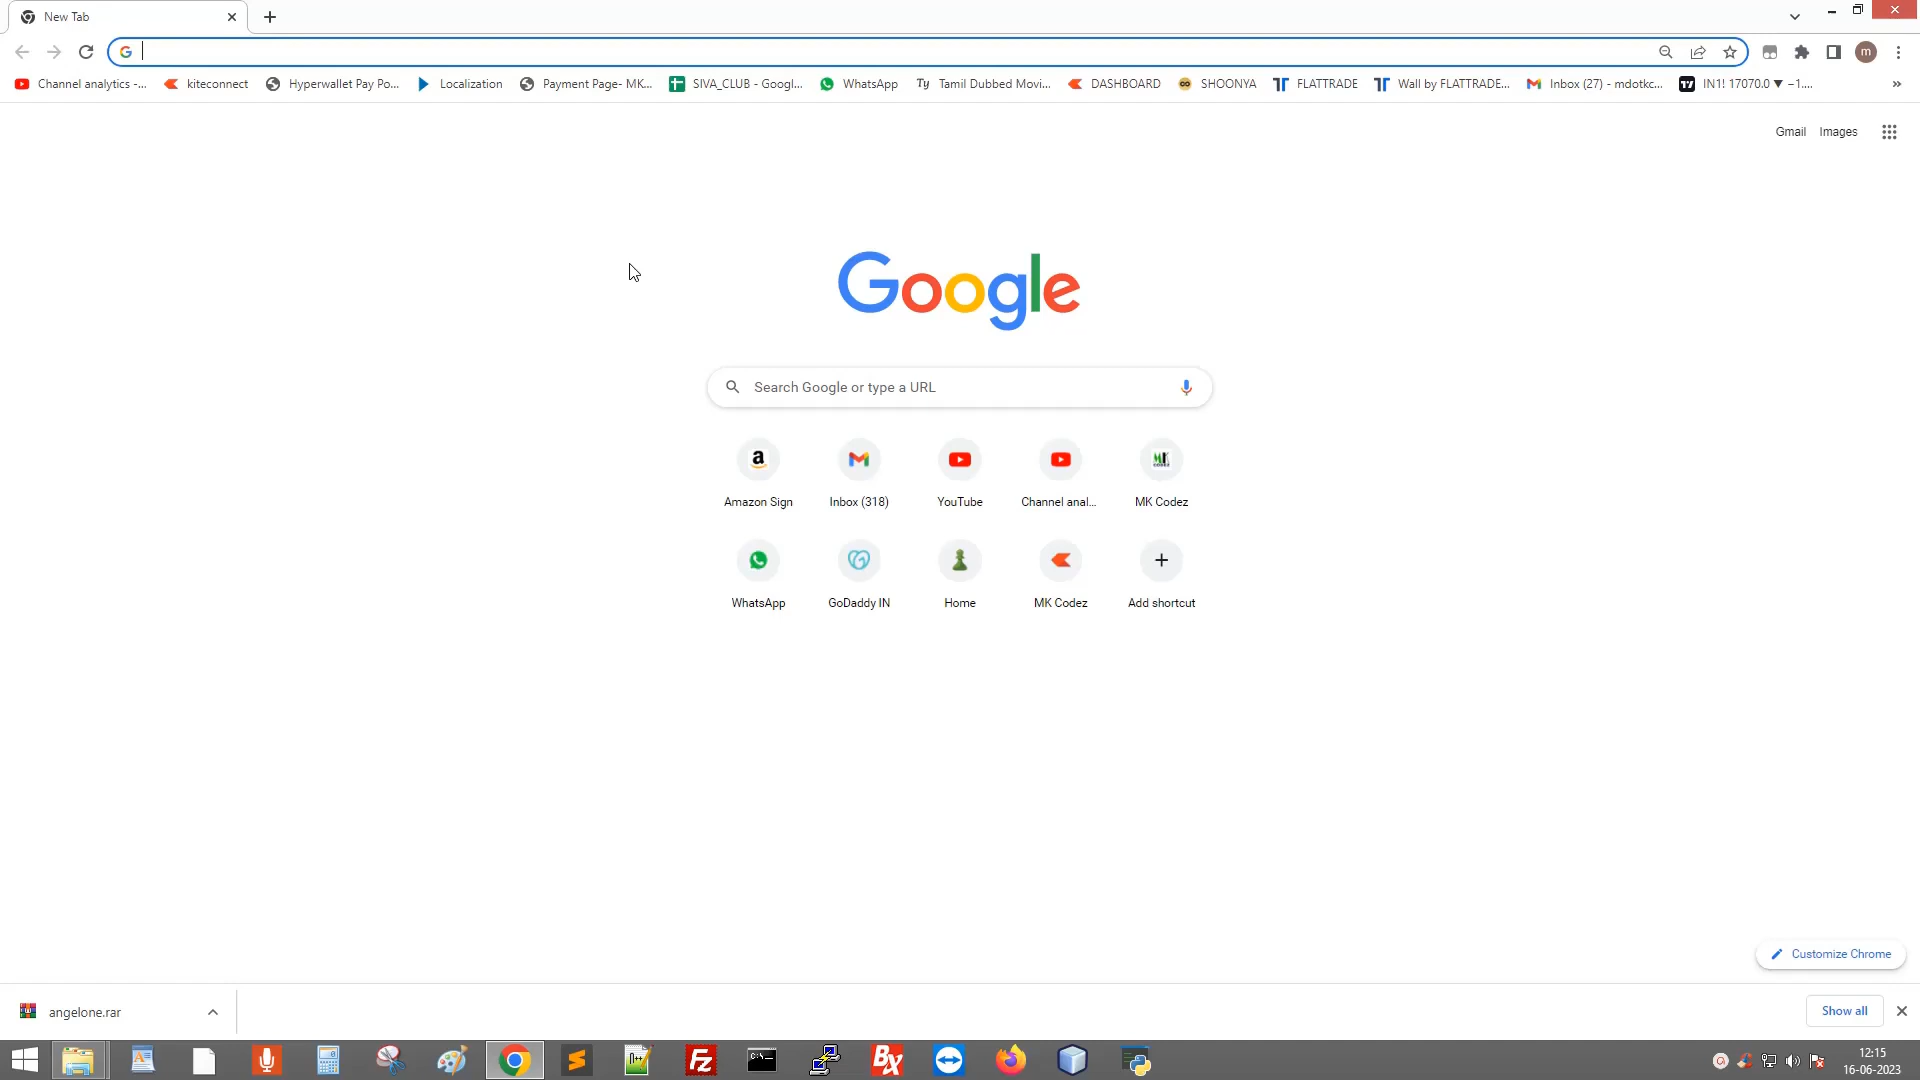 New Tab
Channel analytics -...
kiteconnect
Hyperwallet Pay Po...
Localization
Payment Page- MK...
SIVA_CLUB - Googl...
WhatsApp
Tamil Dubbed Movi...
DASHBOARD
SHOONYA
FLATTRADE
Wall by FLATTRADE...
Inbox (27) - mdotkc...
IN1! 17070.0 ▼ −1....
Gmail
Images
Google
Search Google or type a URL
Amazon Sign
Inbox (318)
YouTube
Channel anal...
MK Codez
WhatsApp
GoDaddy IN
Home
MK Codez
Add shortcut
Customize Chrome
angelone.rar
Show all
12:15
16-06-2023